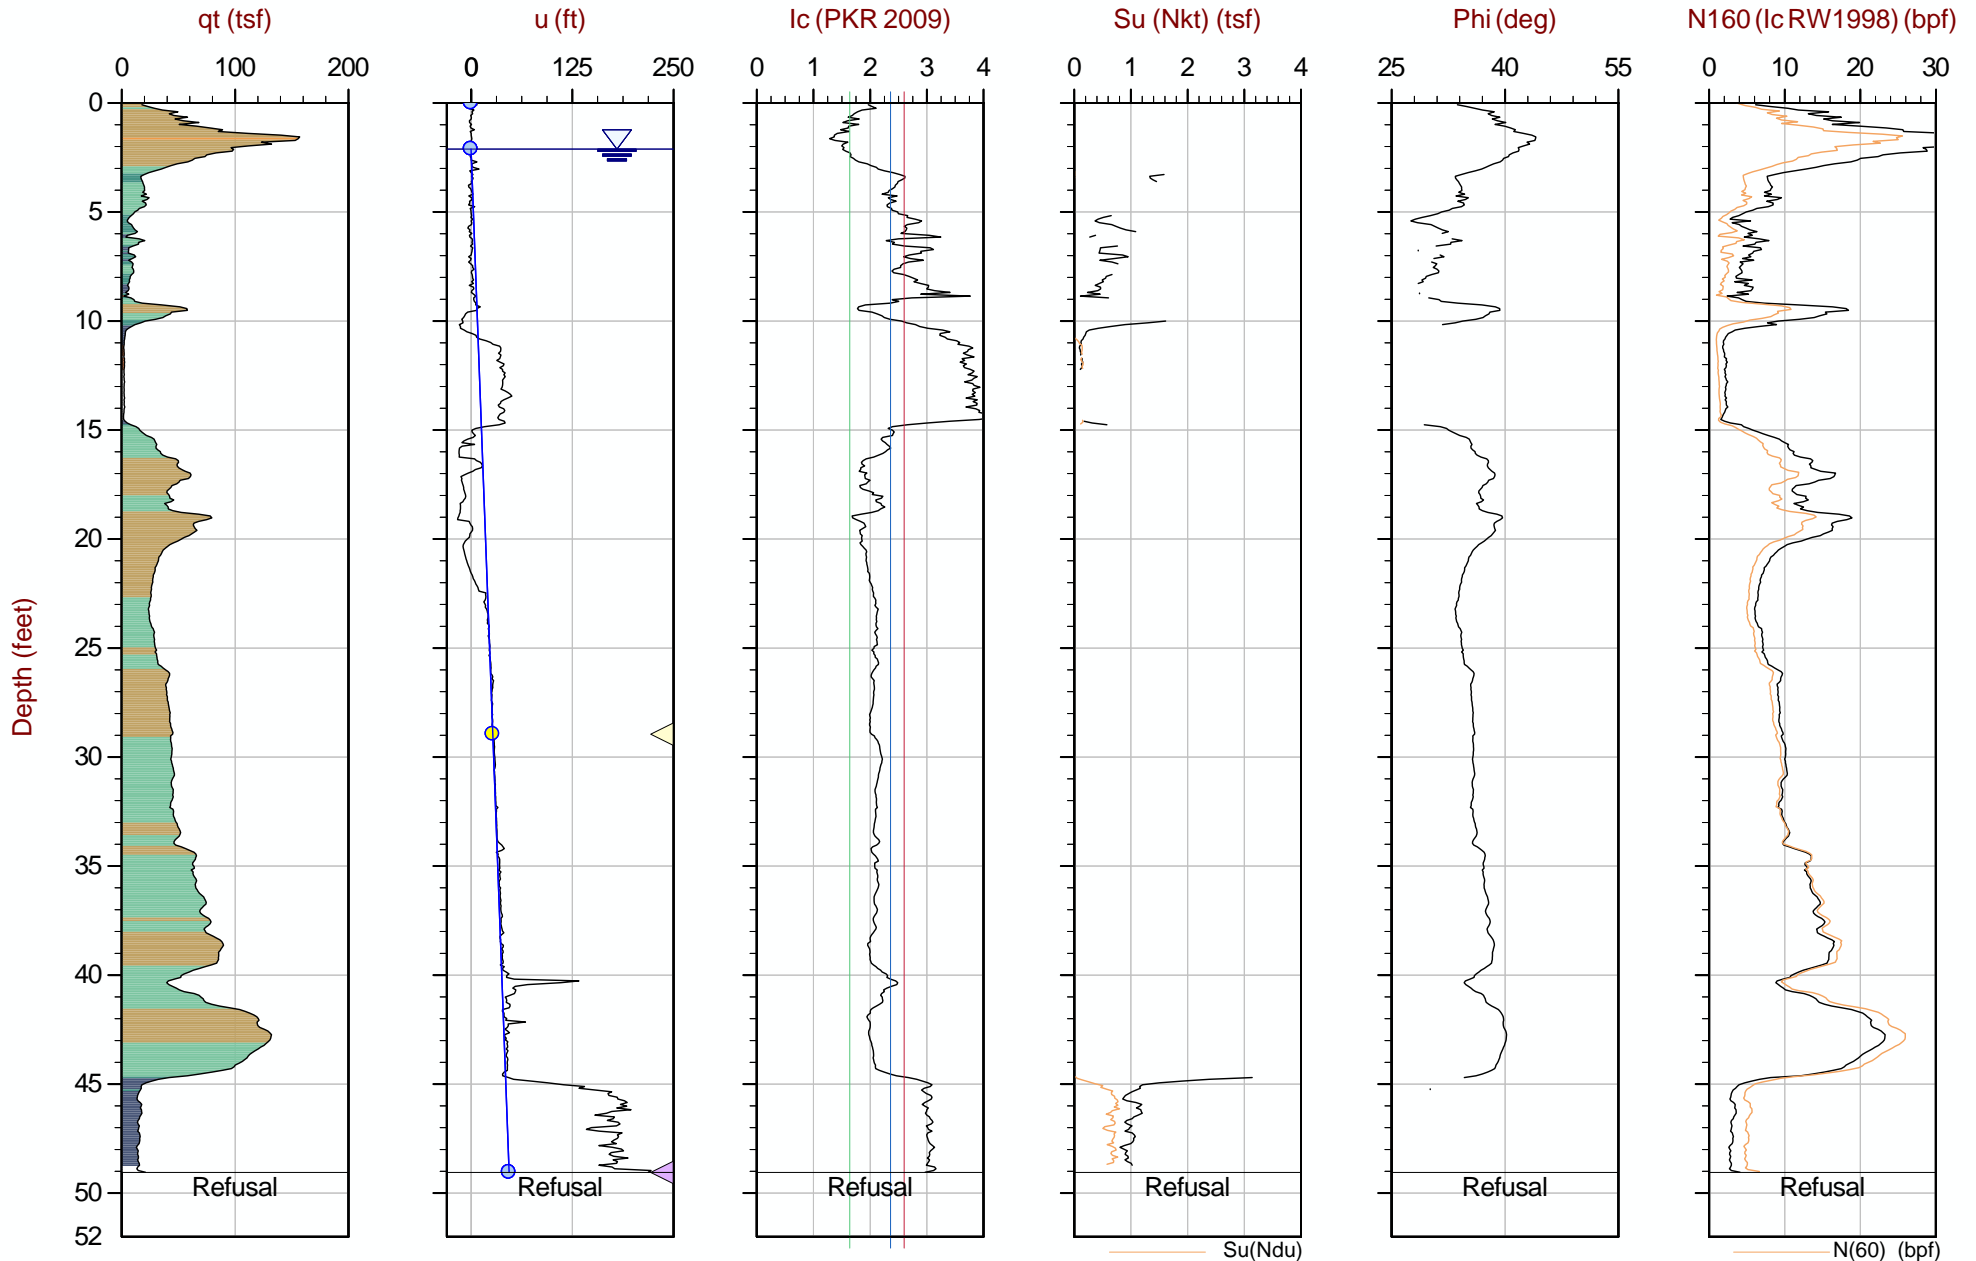 qt (tsf) u (ft) Ic (PKR 2009) Su (Nkt) (tsf) Phi (deg) N160 (Ic RW1998) (bpf)
0 100 200 0 125 250 0 1 2 3 4 0 1 2 3 4 25 40 55 0 10 20 30
0
5
10
15
20
25
30
35
40
45
50
52
Depth (feet)
Refusal Refusal Refusal Refusal Refusal Refusal
Su(Ndu) N(60) (bpf)